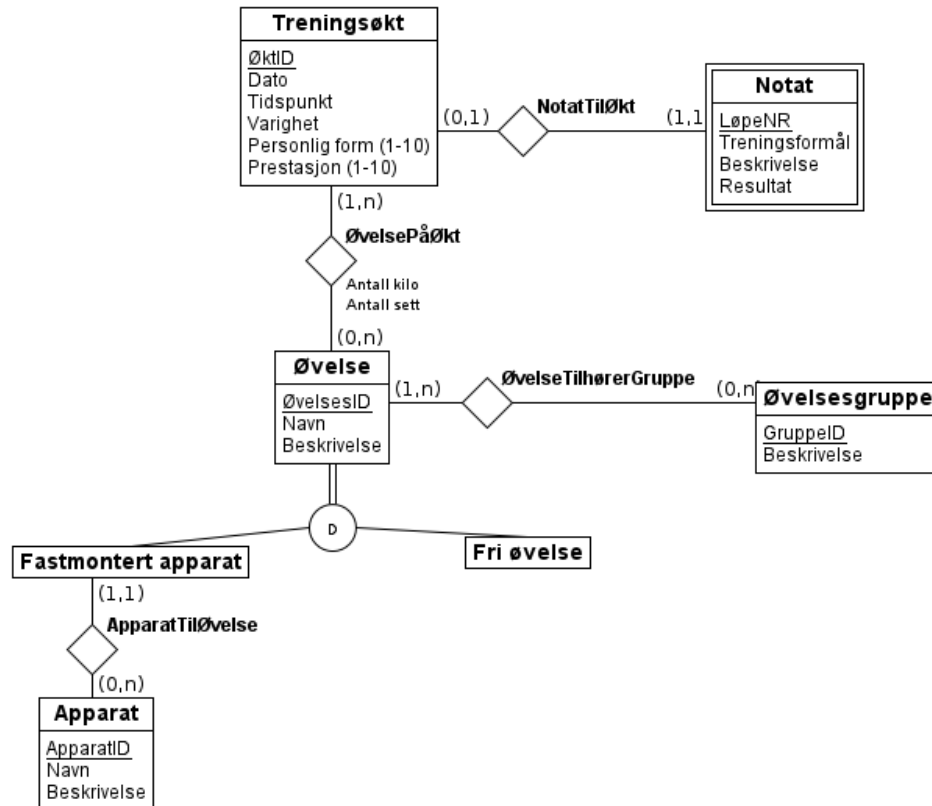 Treningsøkt
ØktID
Dato
Tidspunkt
Varighet
Personlig form (1-10)
Prestasjon (1-10)
(0,1)
NotatTilØkt
(1,1
Notat
LøpeNR
Treningsformål
Beskrivelse
Resultat
(1,n)
ØvelsePåØkt
Antall kilo
Antall sett
(0,n)
Øvelse
ØvelsesID
Navn
Beskrivelse
(1,n)
ØvelseTilhørerGruppe
(0,n)
Øvelsesgruppe
GruppeID
Beskrivelse
D
Fastmontert apparat
Fri øvelse
(1,1)
ApparatTilØvelse
(0,n)
Apparat
ApparatID
Navn
Beskrivelse